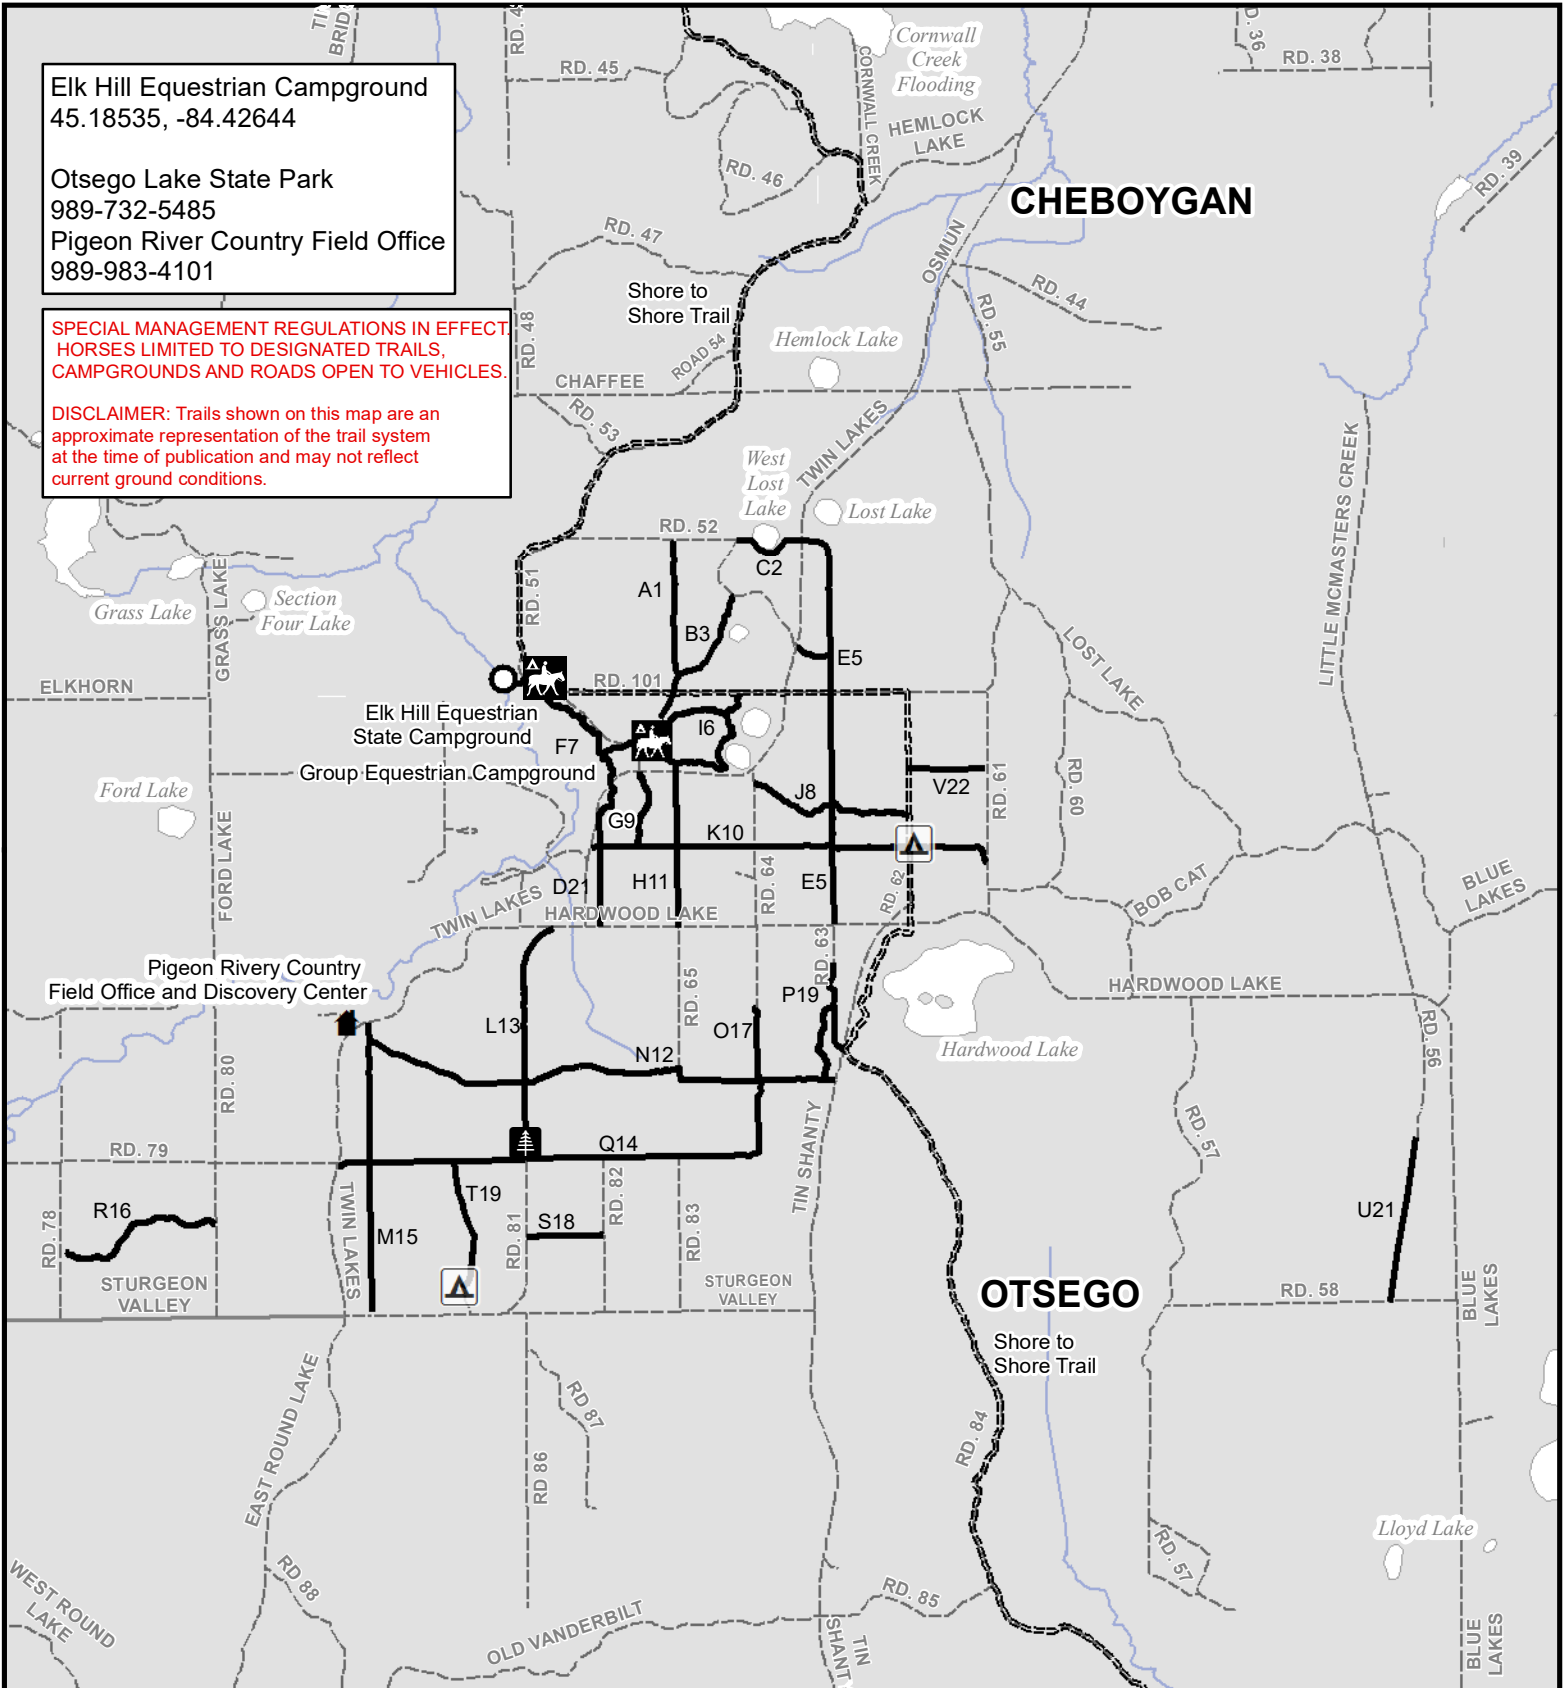 TIN
BRID
RD. 4
RD. 45
Cornwall
Creek
Flooding
CORNWALL CREEK
D. 36
RD. 38
Elk Hill Equestrian Campground
45.18535, -84.42644
Otsego Lake State Park
989-732-5485
Pigeon River Country Field Office
989-983-4101
HEMLOCK
LAKE
RD. 46
RD. 39
CHEBOYGAN
RD. 47
OSMUN
RD. 44
Shore to
Shore Trail
RD. 55
SPECIAL MANAGEMENT REGULATIONS IN EFFECT.
HORSES LIMITED TO DESIGNATED TRAILS,
CAMPGROUNDS AND ROADS OPEN TO VEHICLES.
DISCLAIMER: Trails shown on this map are an
approximate representation of the trail system
at the time of publication and may not reflect
current ground conditions.
RD. 48
ROAD 54
Hemlock Lake
CHAFFEE
RD. 53
TWIN LAKES
West
Lost
Lake
Lost Lake
LITTLE MCMASTERS CREEK
RD. 52
C2
RD. 51
A1
B3
E5
GRASS LAKE
Grass Lake
Section
Four Lake
LOST LAKE
ELKHORN
RD. 101
Elk Hill Equestrian
State Campground
F7
I6
Group Equestrian Campground
Ford Lake
FORD LAKE
J8
V22
RD. 61
RD. 60
G9
K10
D21
H11
RD. 64
E5
RD. 62
TWIN LAKES
HARDWOOD LAKE
BOB CAT
BLUE
LAKES
Pigeon Rivery Country
Field Office and Discovery Center
RD. 63
P19
RD. 65
HARDWOOD LAKE
L13
O17
N12
Hardwood Lake
RD. 56
RD. 80
RD. 79
Q14
TIN SHANTY
RD. 57
T19
RD. 82
R16
RD. 78
TWIN LAKES
M15
RD. 81
S18
RD. 83
U21
STURGEON
VALLEY
STURGEON
VALLEY
OTSEGO
RD. 58
BLUE
LAKES
Shore to
Shore Trail
EAST ROUND LAKE
RD 87
RD 86
RD. 84
Lloyd Lake
RD. 57
WEST ROUND
LAKE
RD 88
OLD VANDERBILT
RD. 85
TIN
SHANTY
BLUE
LAKES